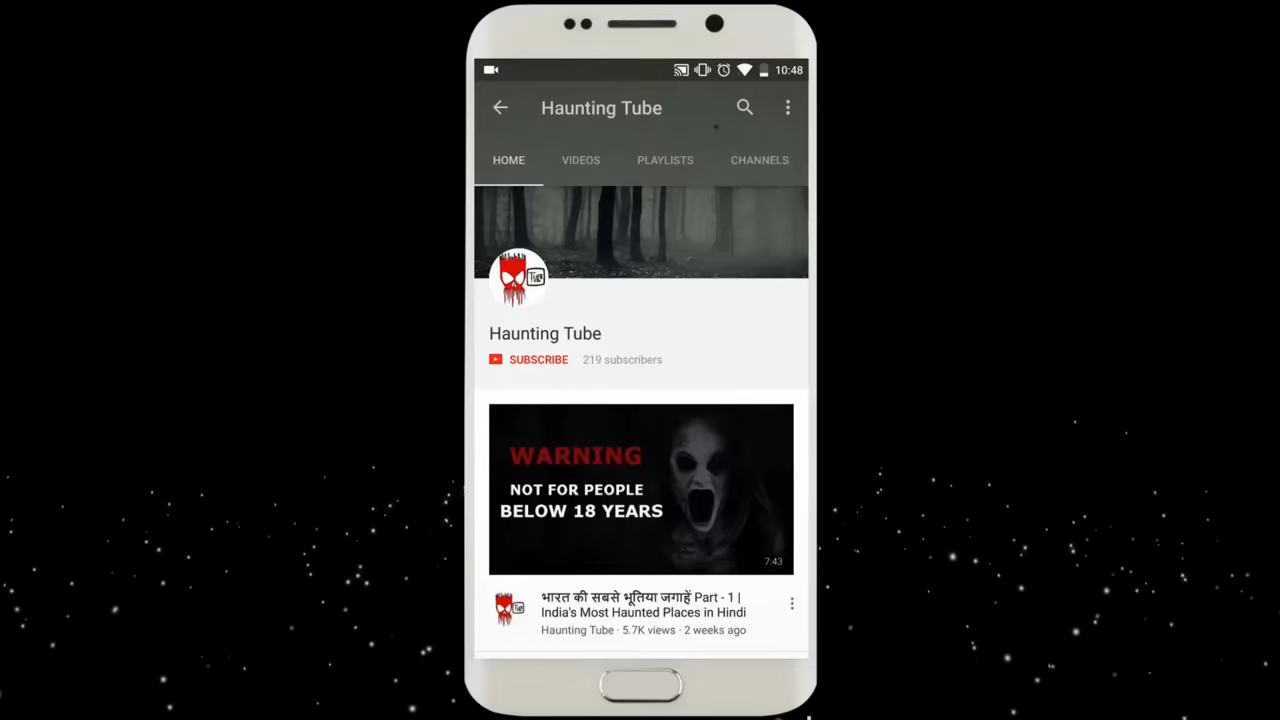 10:48
Haunting Tube
HOME VIDEOS PLAYLISTS CHANNELS
Tube
Haunting Tube
SUBSCRIBE 219 subscribers
WARNING
NOT FOR PEOPLE
BELOW 18 YEARS
7:43
भारत की सबसे भूतिया जगाहें Part - 1 |
India's Most Haunted Places in Hindi
Haunting Tube · 5.7K views · 2 weeks ago